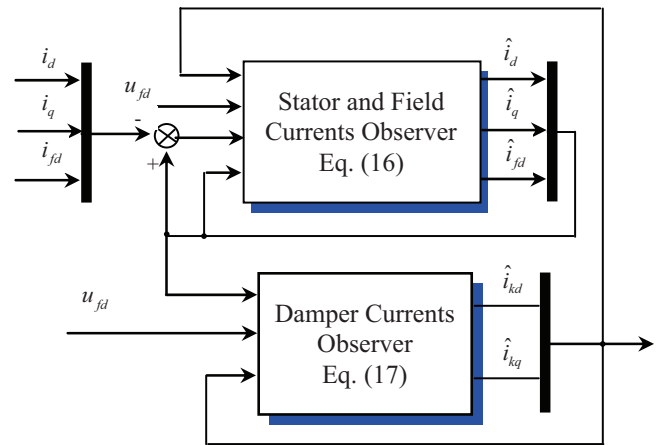 i_d
i_q
i_fd
u_fd
-
+
Stator and Field
Currents Observer
Eq. (16)
î_d
î_q
î_fd
u_fd
Damper Currents
Observer
Eq. (17)
î_kd
î_kq